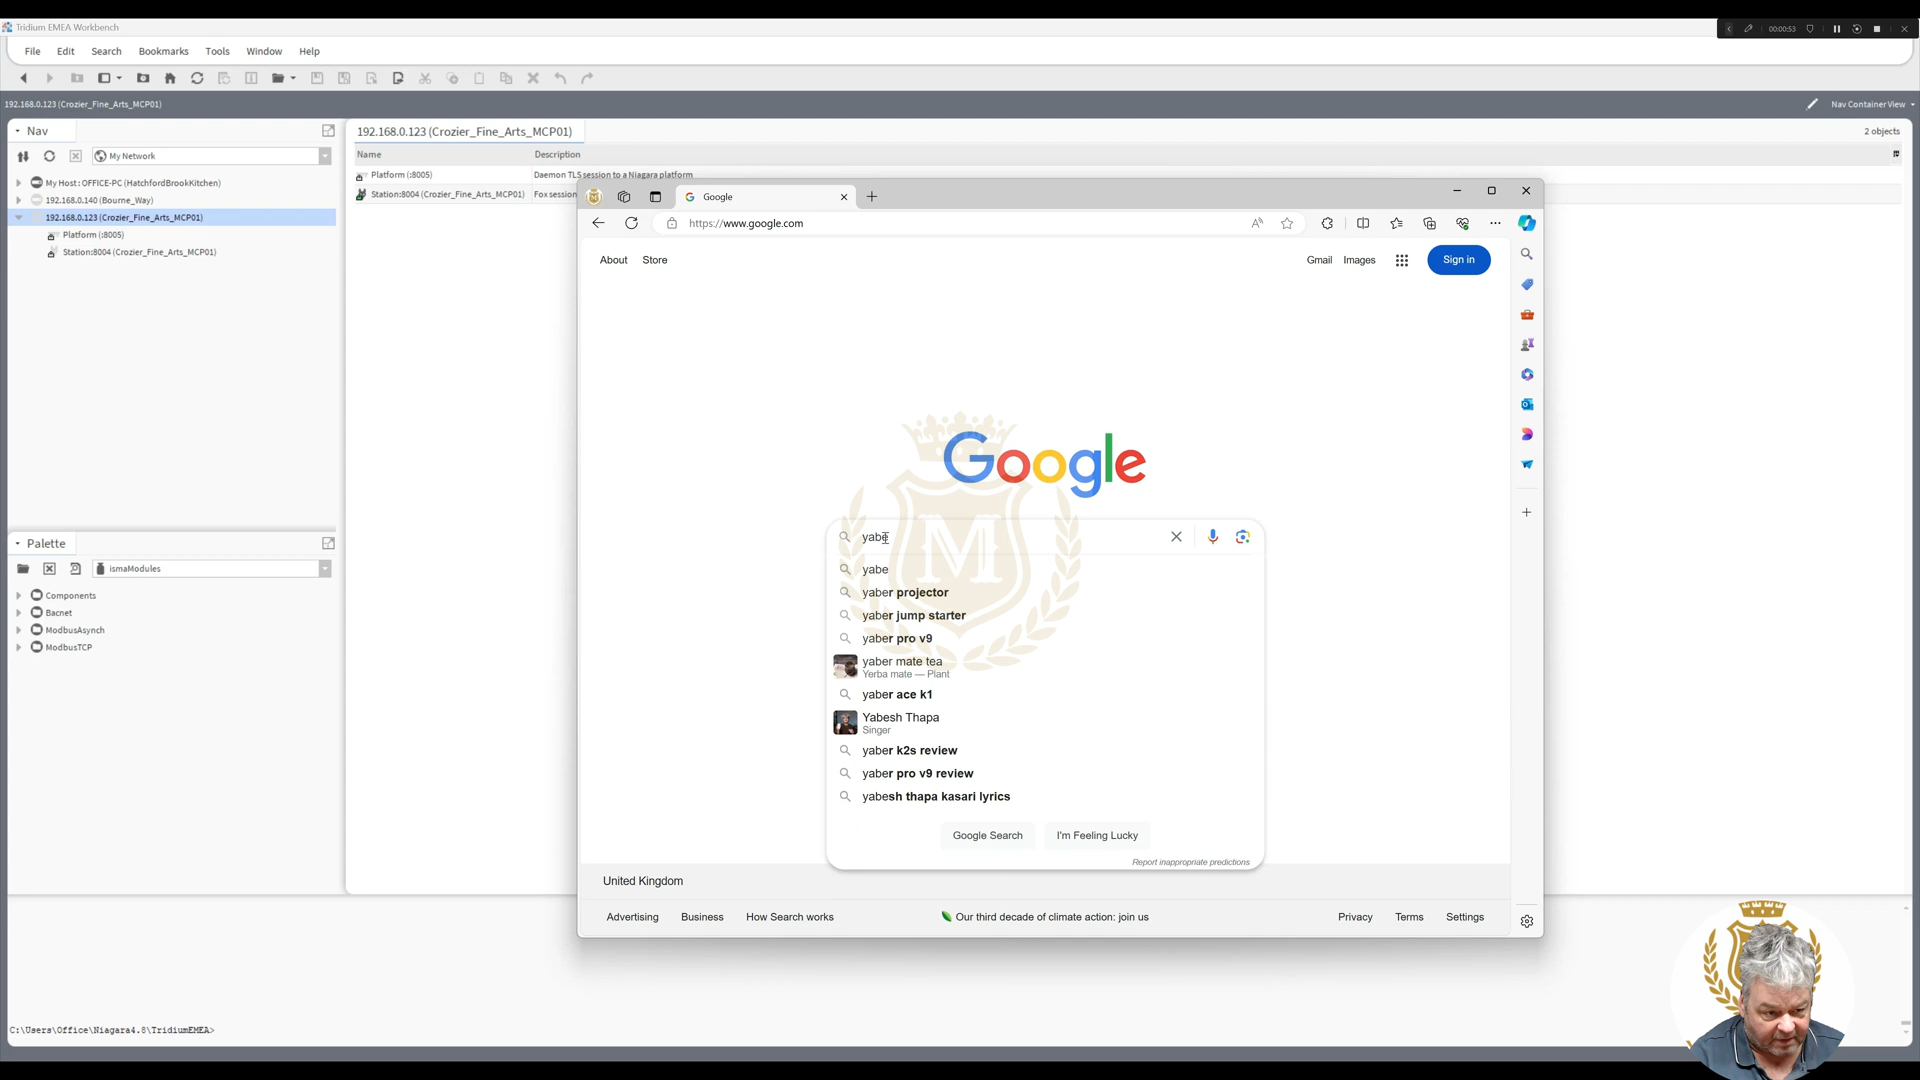 Tridium EMEA Workbench
00:00:53
File Edit Search Bookmarks Tools Window Help
192.168.0.123 (Crozier_Fine_Arts_MCP01)
Nav Container View
Nav
My Network
My Host : OFFICE-PC (HatchfordBrookKitchen)
192.168.0.140 (Bourne_Way)
192.168.0.123 (Crozier_Fine_Arts_MCP01)
Platform (:8005)
Station:8004 (Crozier_Fine_Arts_MCP01)
192.168.0.123 (Crozier_Fine_Arts_MCP01)
2 objects
Name Description
Platform (:8005) Daemon TLS session to a Niagara platform
Station:8004 (Crozier_Fine_Arts_MCP01) Fox session
Palette
ismaModules
Components
Bacnet
ModbusAsynch
ModbusTCP
Google
https://www.google.com
About Store
Gmail Images Sign in
Google
M
yabe
yabe
yaber projector
yaber jump starter
yaber pro v9
yaber mate tea
Yerba mate — Plant
yaber ace k1
Yabesh Thapa
Singer
yaber k2s review
yaber pro v9 review
yabesh thapa kasari lyrics
Google Search I'm Feeling Lucky
Report inappropriate predictions
United Kingdom
Advertising Business How Search works
Our third decade of climate action: join us
Privacy Terms Settings
C:\Users\Office\Niagara4.8\TridiumEMEA>